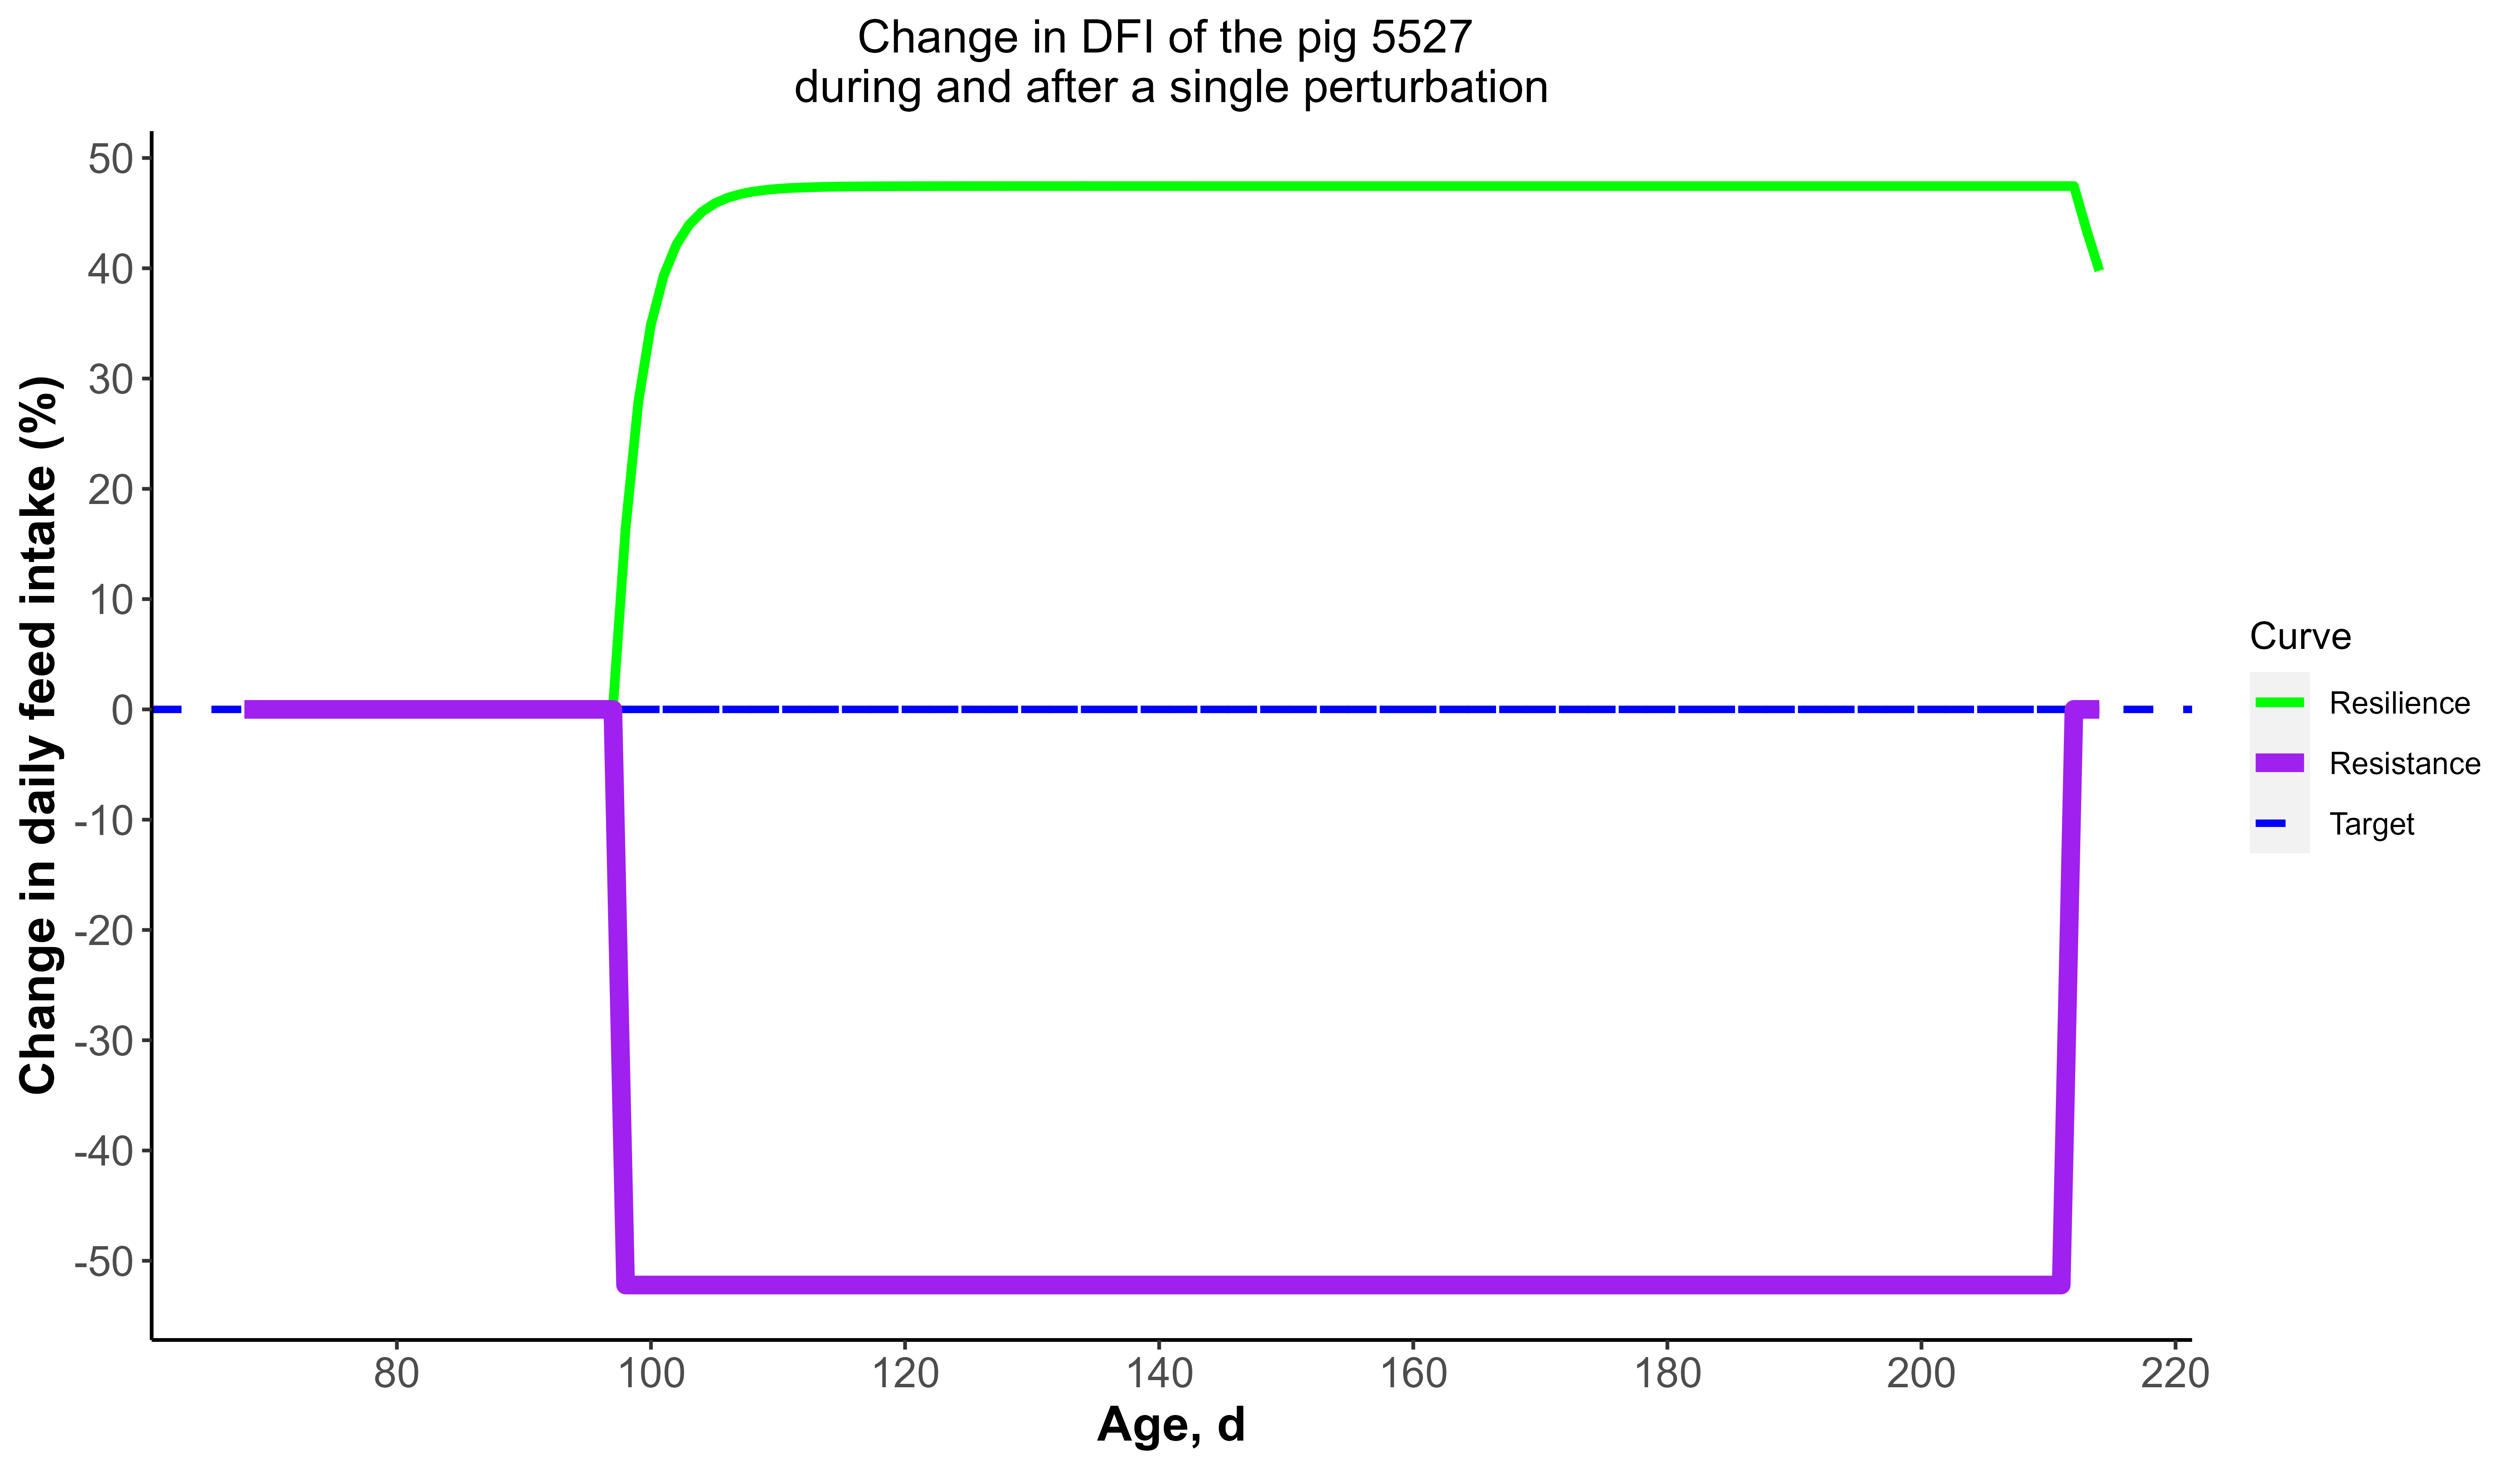 Change in DFI of the pig 5527
during and after a single perturbation
Change in daily feed intake (%)
50
40
30
20
10
0
-10
-20
-30
-40
-50
80 100 120 140 160 180 200 220
Age, d
Curve
Resilience
Resistance
Target